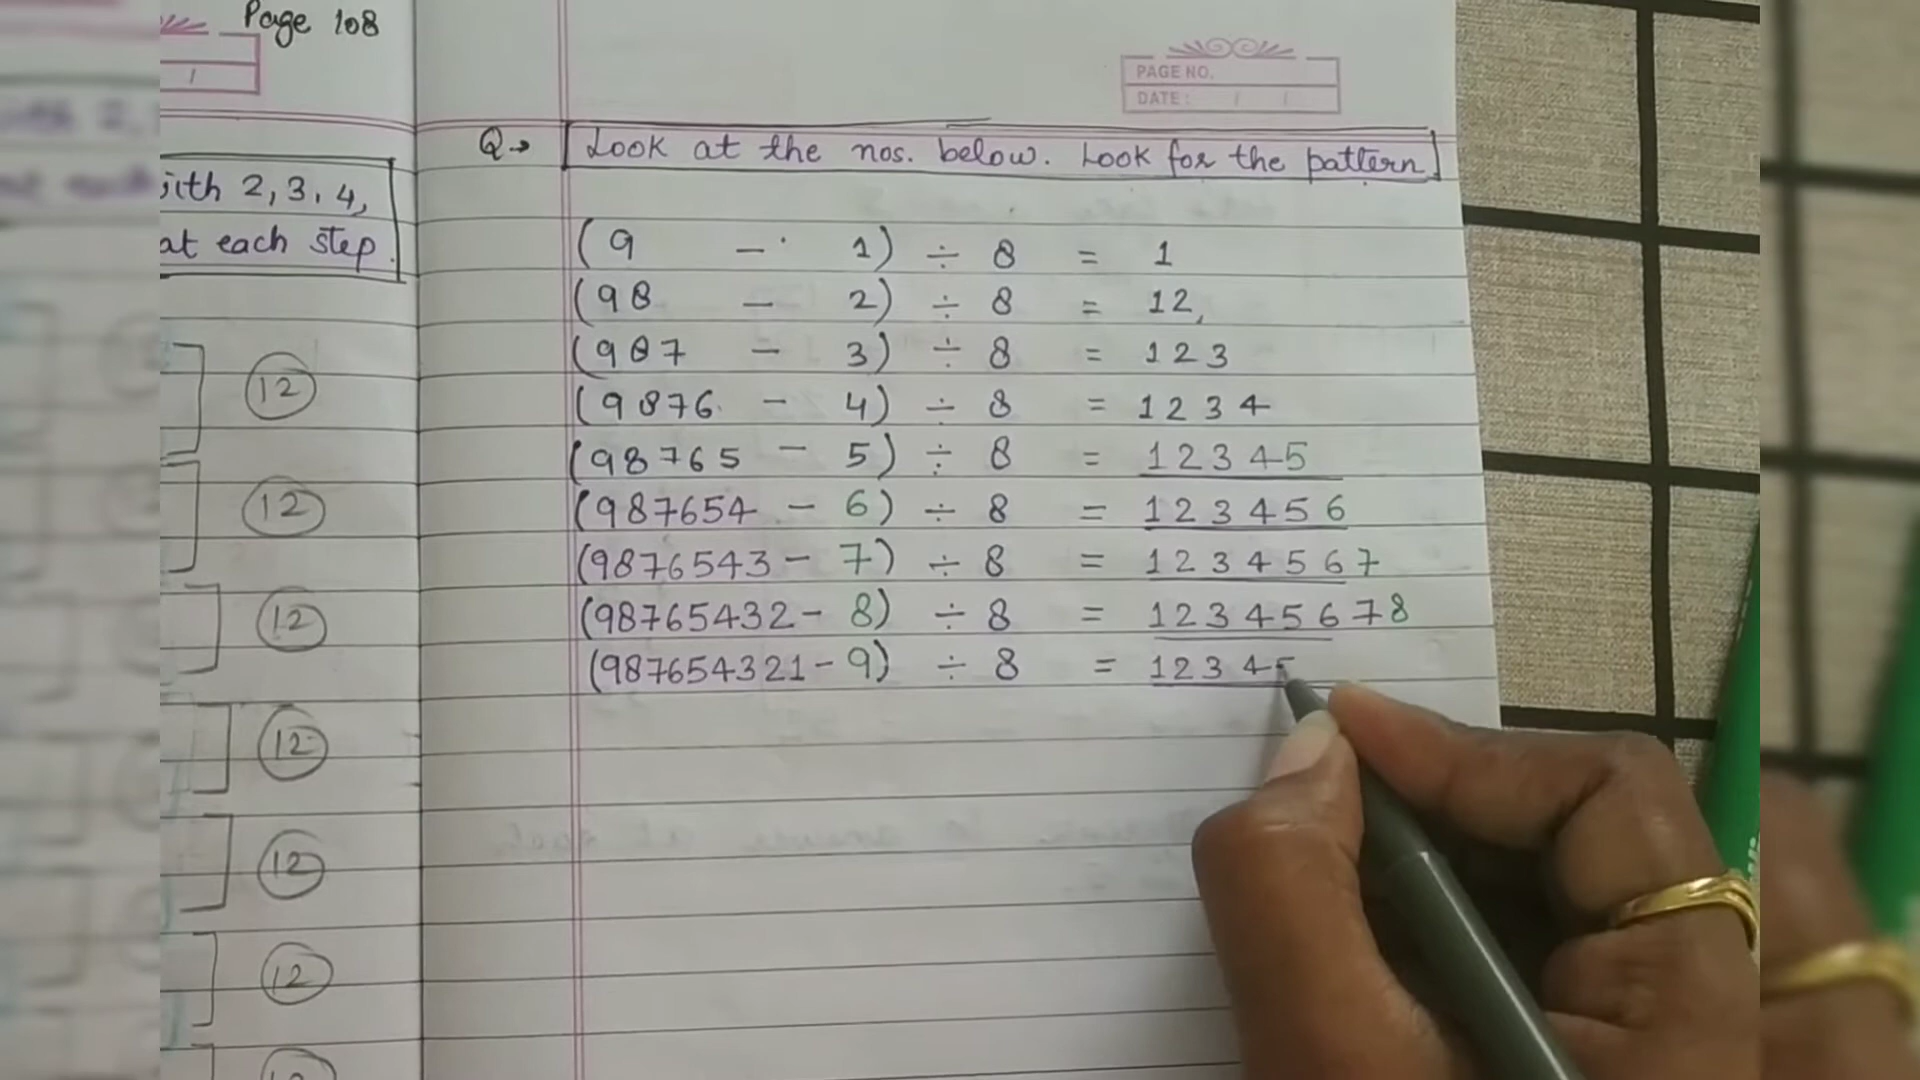 Page 108
with 2, 3, 4,
at each step.
12
12
12
12
12
12
PAGE NO.
DATE : / /
Q→ Look at the nos. below. Look for the pattern
(9 - 1) ÷ 8 = 1
(98 - 2) ÷ 8 = 12,
(987 - 3) ÷ 8 = 123
(9876 - 4) ÷ 8 = 1234
(98765 - 5) ÷ 8 = 12345
(987654 - 6) ÷ 8 = 123456
(9876543 - 7) ÷ 8 = 1234567
(98765432 - 8) ÷ 8 = 12345678
(987654321 - 9) ÷ 8 = 12345